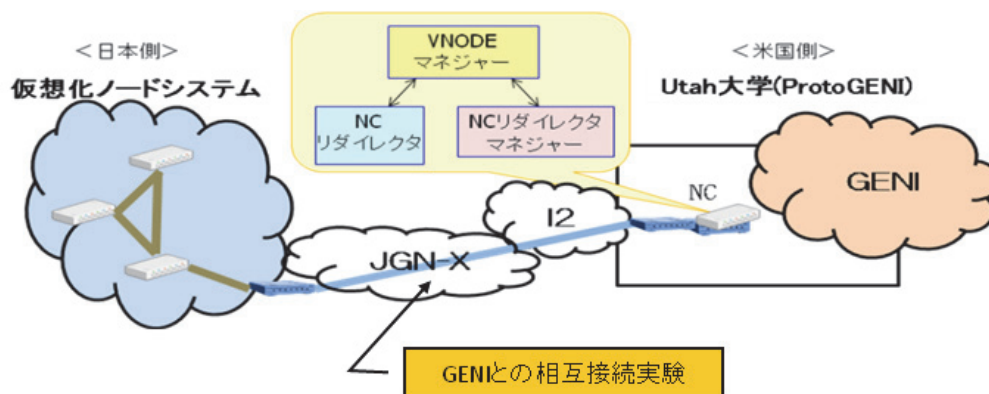 ＜日本側＞
仮想化ノードシステム
VNODE
マネジャー
NC
リダイレクタ
NCリダイレクタ
マネジャー
＜米国側＞
Utah大学(ProtoGENI)
GENI
NC
I2
JGN-X
GENIとの相互接続実験